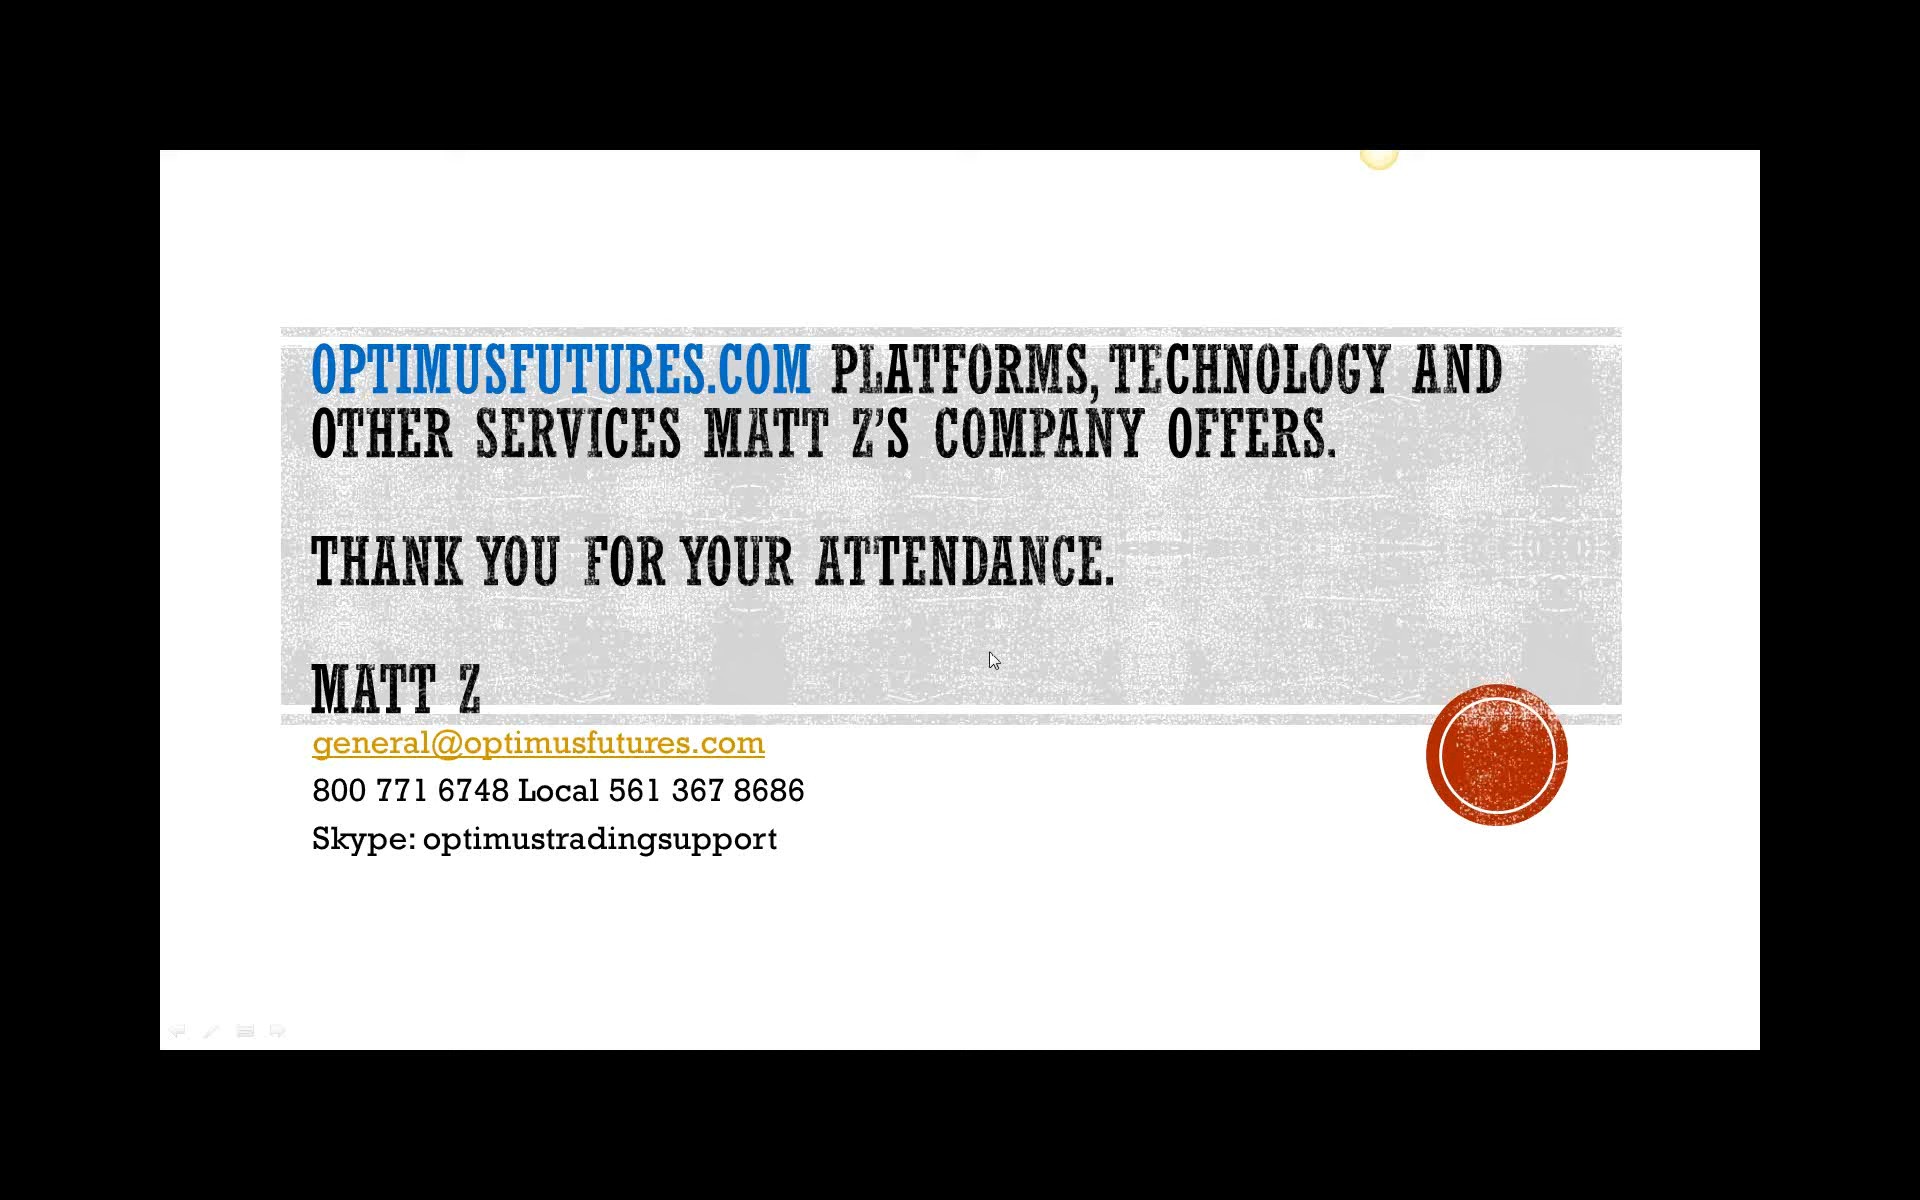 OPTIMUSFUTURES.COM PLATFORMS, TECHNOLOGY AND
OTHER SERVICES MATT Z’S COMPANY OFFERS.
THANK YOU FOR YOUR ATTENDANCE.
MATT Z
general@optimusfutures.com
800 771 6748 Local 561 367 8686
Skype: optimustradingsupport